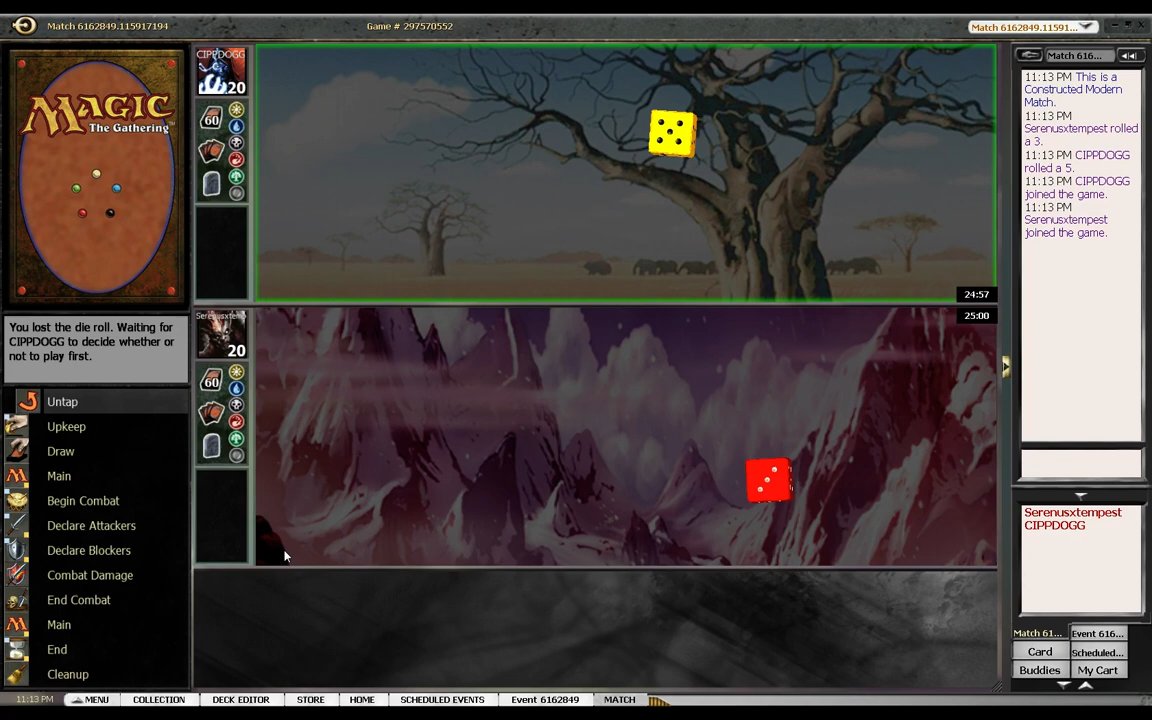 Match 6162849.115917194
Game # 297570552
Match 6162849.11591...
MAGIC
The Gathering
CIPPDOGG
20
60
24:57
25:00
20
60
You lost the die roll. Waiting for
CIPPDOGG to decide whether or
not to play first.
Untap
Upkeep
Draw
Main
Begin Combat
Declare Attackers
Declare Blockers
Combat Damage
End Combat
Main
End
Cleanup
Match 616...
11:13 PM This is a
Constructed Modern
Match.
11:13 PM
Serenusxtempest rolled
a 3.
11:13 PM CIPPDOGG
rolled a 5.
11:13 PM CIPPDOGG
joined the game.
11:13 PM
Serenusxtempest
joined the game.
Serenusxtempest
CIPPDOGG
Match 61...
Event 616...
Card
Scheduled...
Buddies
My Cart
11:13 PM
MENU
COLLECTION
DECK EDITOR
STORE
HOME
SCHEDULED EVENTS
Event 6162849
MATCH